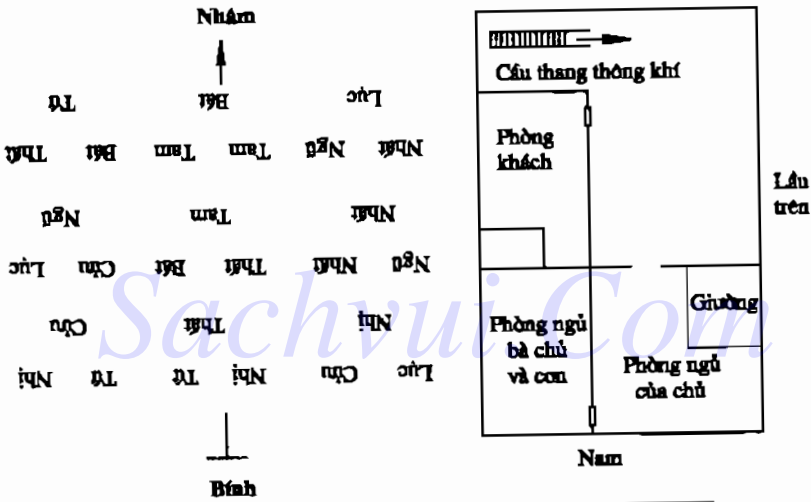 Nhâm
Tứ Bát Lục
Thất Bát Tam Tam Ngũ Nhất
Ngũ Tam Nhất
Lục Cửu Bát Thất Nhất Ngũ
Cửu Thất Nhị
Nhị Tứ Tứ Nhị Cửu Lục
Bính
Cầu thang thông khí
Phòng
khách
Lầu
trên
Giường
Phòng ngủ
bà chủ
và con
Phòng ngủ
của chủ
Nam
Sachvui.Com